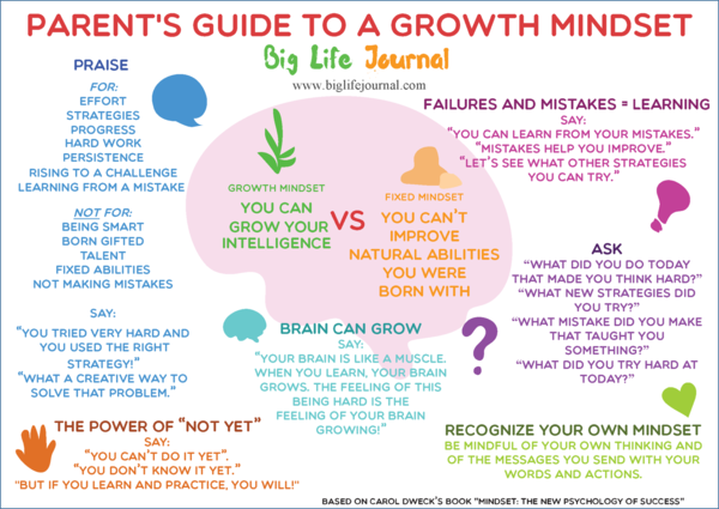 PARENT'S GUIDE TO A GROWTH MINDSET
Big Life Journal
www.biglifejournal.com
PRAISE
FOR:
EFFORT
STRATEGIES
PROGRESS
HARD WORK
PERSISTENCE
RISING TO A CHALLENGE
LEARNING FROM A MISTAKE
NOT FOR:
BEING SMART
BORN GIFTED
TALENT
FIXED ABILITIES
NOT MAKING MISTAKES
SAY:
"YOU TRIED VERY HARD AND
YOU USED THE RIGHT
STRATEGY!"
"WHAT A CREATIVE WAY TO
SOLVE THAT PROBLEM."
GROWTH MINDSET
YOU CAN
GROW YOUR
INTELLIGENCE
VS
FIXED MINDSET
YOU CAN'T
IMPROVE
NATURAL ABILITIES
YOU WERE
BORN WITH
FAILURES AND MISTAKES = LEARNING
SAY:
"YOU CAN LEARN FROM YOUR MISTAKES."
"MISTAKES HELP YOU IMPROVE."
"LET'S SEE WHAT OTHER STRATEGIES
YOU CAN TRY."
ASK
"WHAT DID YOU DO TODAY
THAT MADE YOU THINK HARD?"
"WHAT NEW STRATEGIES DID
YOU TRY?"
"WHAT MISTAKE DID YOU MAKE
THAT TAUGHT YOU
SOMETHING?"
"WHAT DID YOU TRY HARD AT
TODAY?"
?
BRAIN CAN GROW
SAY:
"YOUR BRAIN IS LIKE A MUSCLE.
WHEN YOU LEARN, YOUR BRAIN
GROWS. THE FEELING OF THIS
BEING HARD IS THE
FEELING OF YOUR BRAIN
GROWING!"
THE POWER OF "NOT YET"
SAY:
"YOU CAN'T DO IT YET".
"YOU DON'T KNOW IT YET."
"BUT IF YOU LEARN AND PRACTICE, YOU WILL!"
RECOGNIZE YOUR OWN MINDSET
BE MINDFUL OF YOUR OWN THINKING AND
OF THE MESSAGES YOU SEND WITH YOUR
WORDS AND ACTIONS.
BASED ON CAROL DWECK'S BOOK "MINDSET: THE NEW PSYCHOLOGY OF SUCCESS"